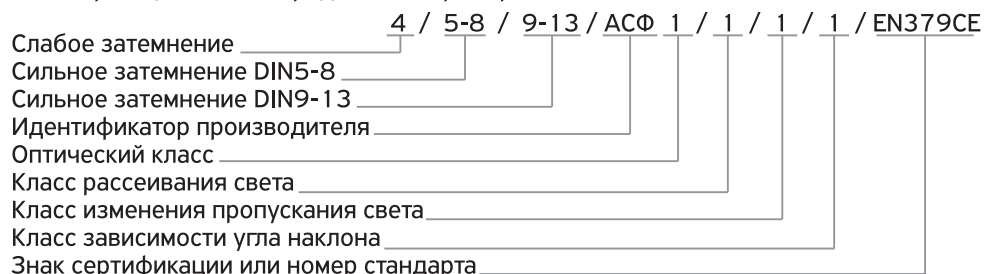 4 / 5-8 / 9-13 / АСФ 1 / 1 / 1 / 1 / EN379CE
Слабое затемнение
Сильное затемнение DIN5-8
Сильное затемнение DIN9-13
Идентификатор производителя
Оптический класс
Класс рассеивания света
Класс изменения пропускания света
Класс зависимости угла наклона
Знак сертификации или номер стандарта